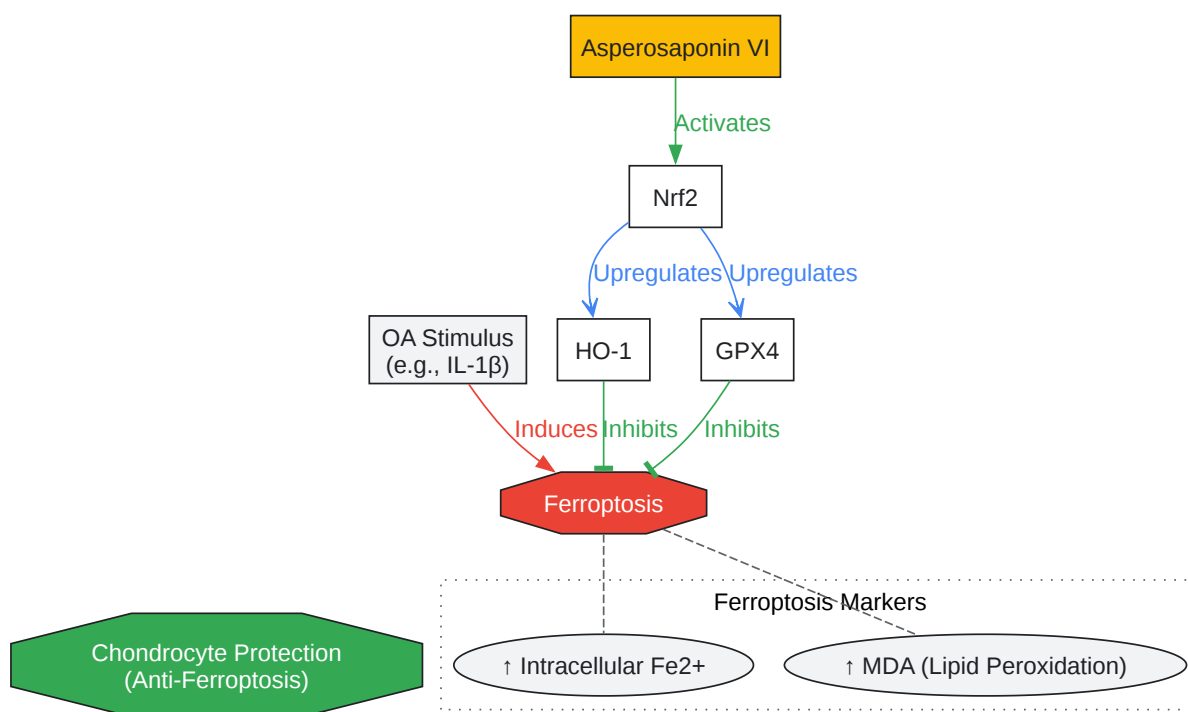 Asperosaponin VI
Activates
Nrf2
Upregulates
Upregulates
OA Stimulus
(e.g., IL-1β)
HO-1
GPX4
Induces
Inhibits
Inhibits
Ferroptosis
Ferroptosis Markers
Chondrocyte Protection
(Anti-Ferroptosis)
↑ Intracellular Fe2+
↑ MDA (Lipid Peroxidation)